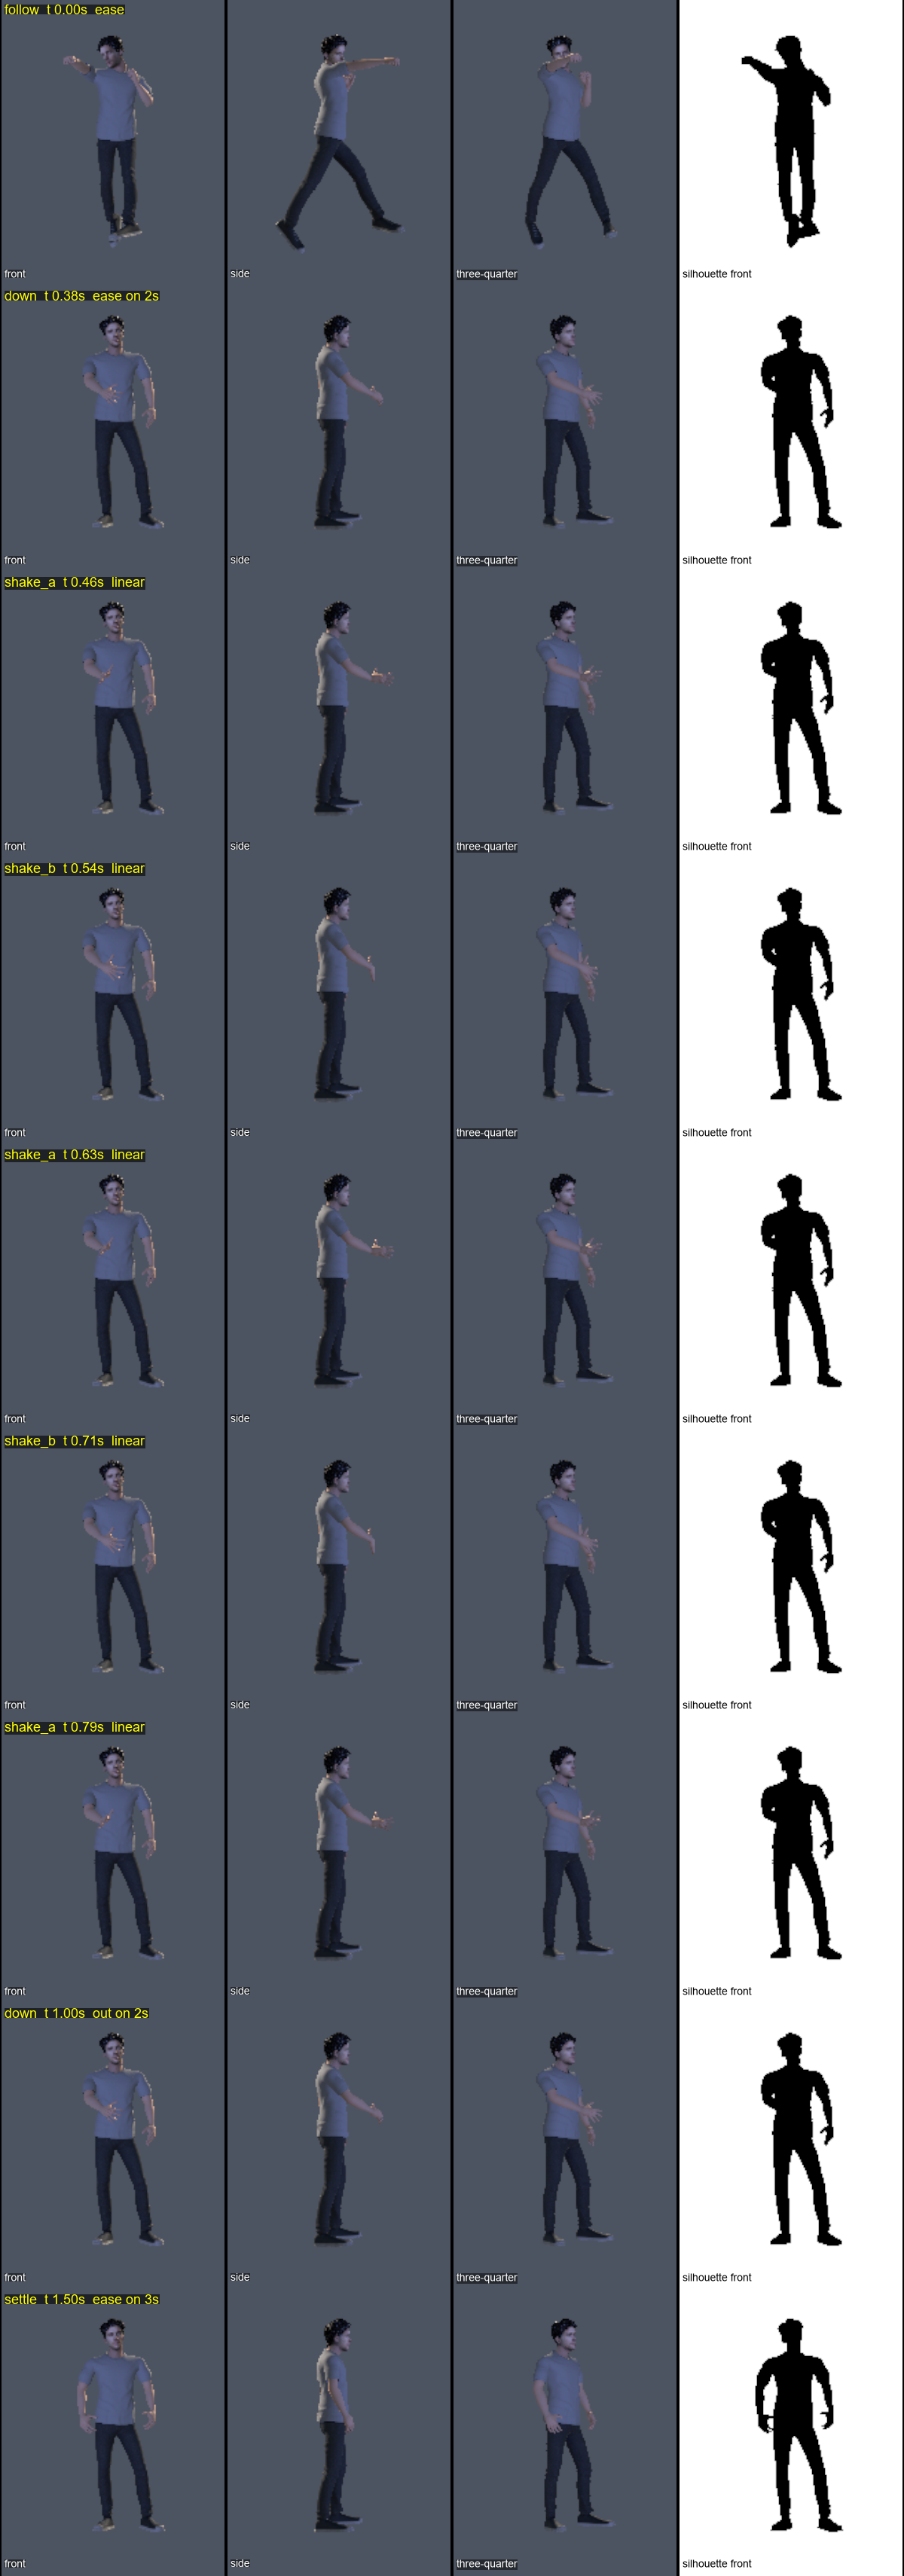 follow  t 0.00s  ease
front
side
three-quarter
silhouette front
down  t 0.38s  ease on 2s
front
side
three-quarter
silhouette front
shake_a  t 0.46s  linear
front
side
three-quarter
silhouette front
shake_b  t 0.54s  linear
front
side
three-quarter
silhouette front
shake_a  t 0.63s  linear
front
side
three-quarter
silhouette front
shake_b  t 0.71s  linear
front
side
three-quarter
silhouette front
shake_a  t 0.79s  linear
front
side
three-quarter
silhouette front
down  t 1.00s  out on 2s
front
side
three-quarter
silhouette front
settle  t 1.50s  ease on 3s
front
side
three-quarter
silhouette front